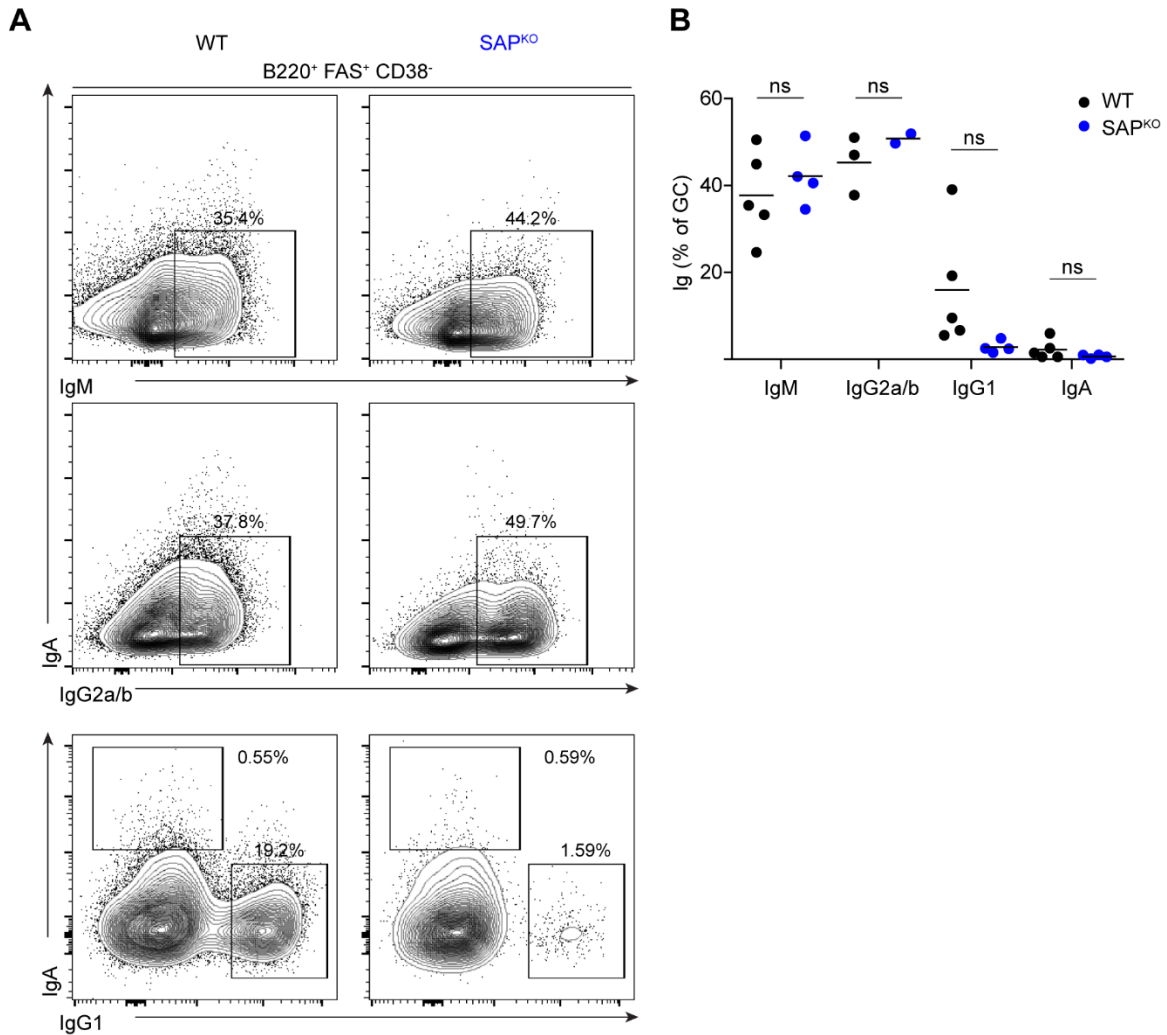 A
WT
SAPᴷᴼ
B220⁺ FAS⁺ CD38⁻
35.4%
44.2%
IgM
37.8%
49.7%
IgA
IgG2a/b
0.55%
0.59%
19.2%
1.59%
IgA
IgG1
B
ns
ns
WT
SAPᴷᴼ
ns
ns
60
40
20
Ig (% of GC)
IgM
IgG2a/b
IgG1
IgA